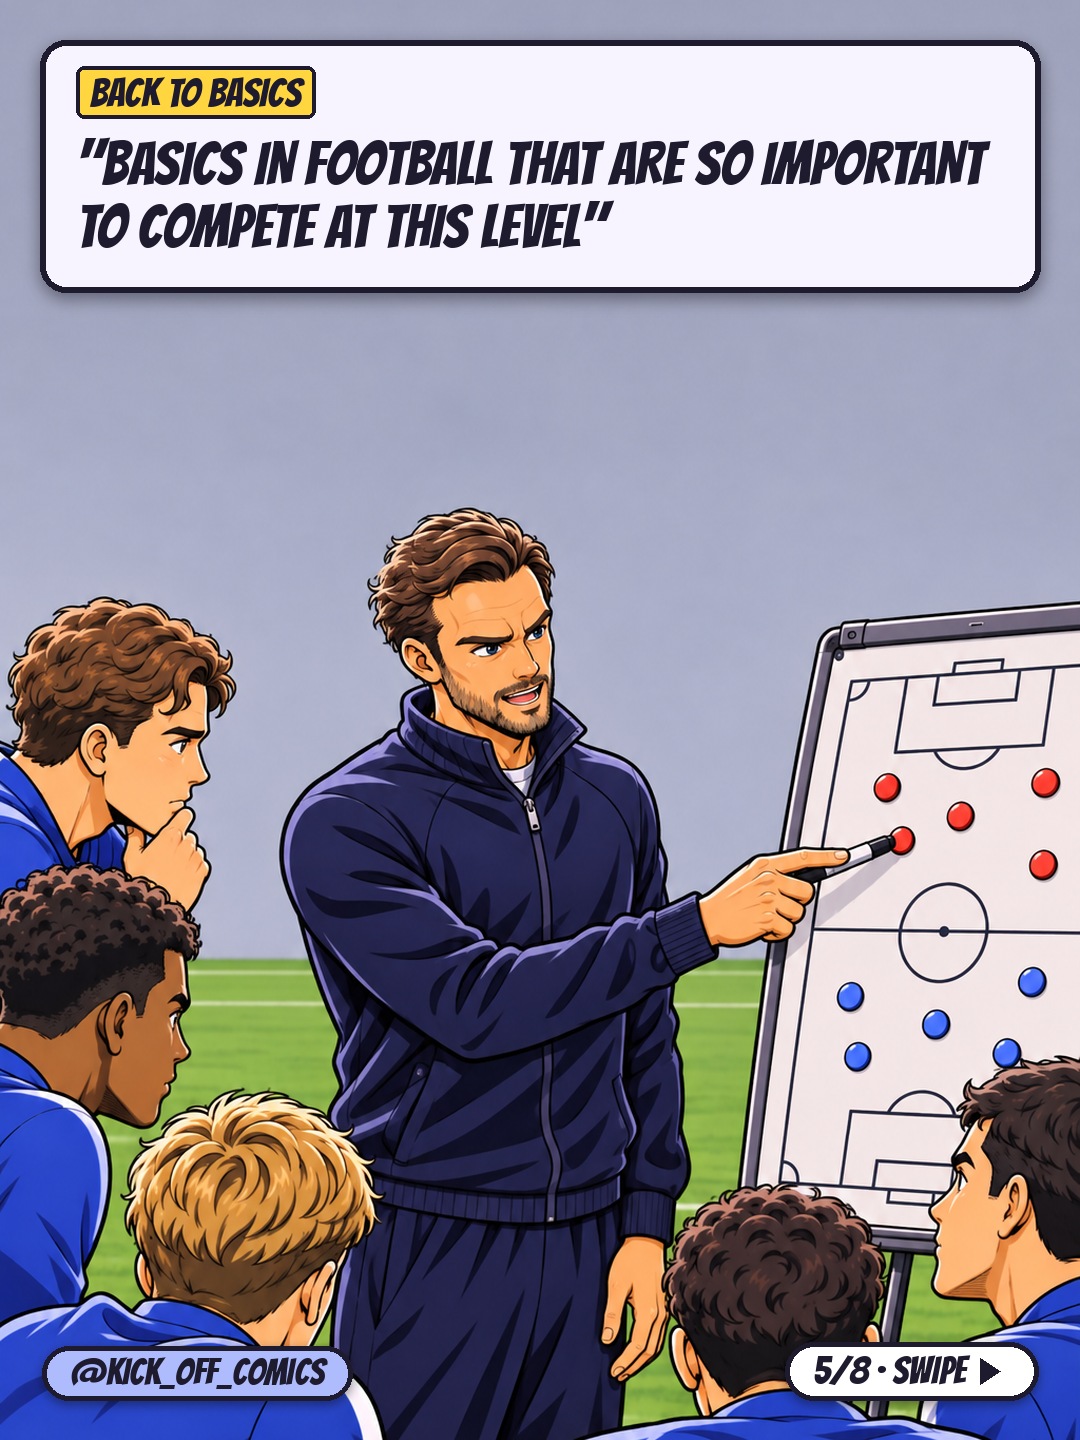 BACK TO BASICS
"BASICS IN FOOTBALL THAT ARE SO IMPORTANT
TO COMPETE AT THIS LEVEL"
@KICK_OFF_COMICS
5/8 · SWIPE ▶